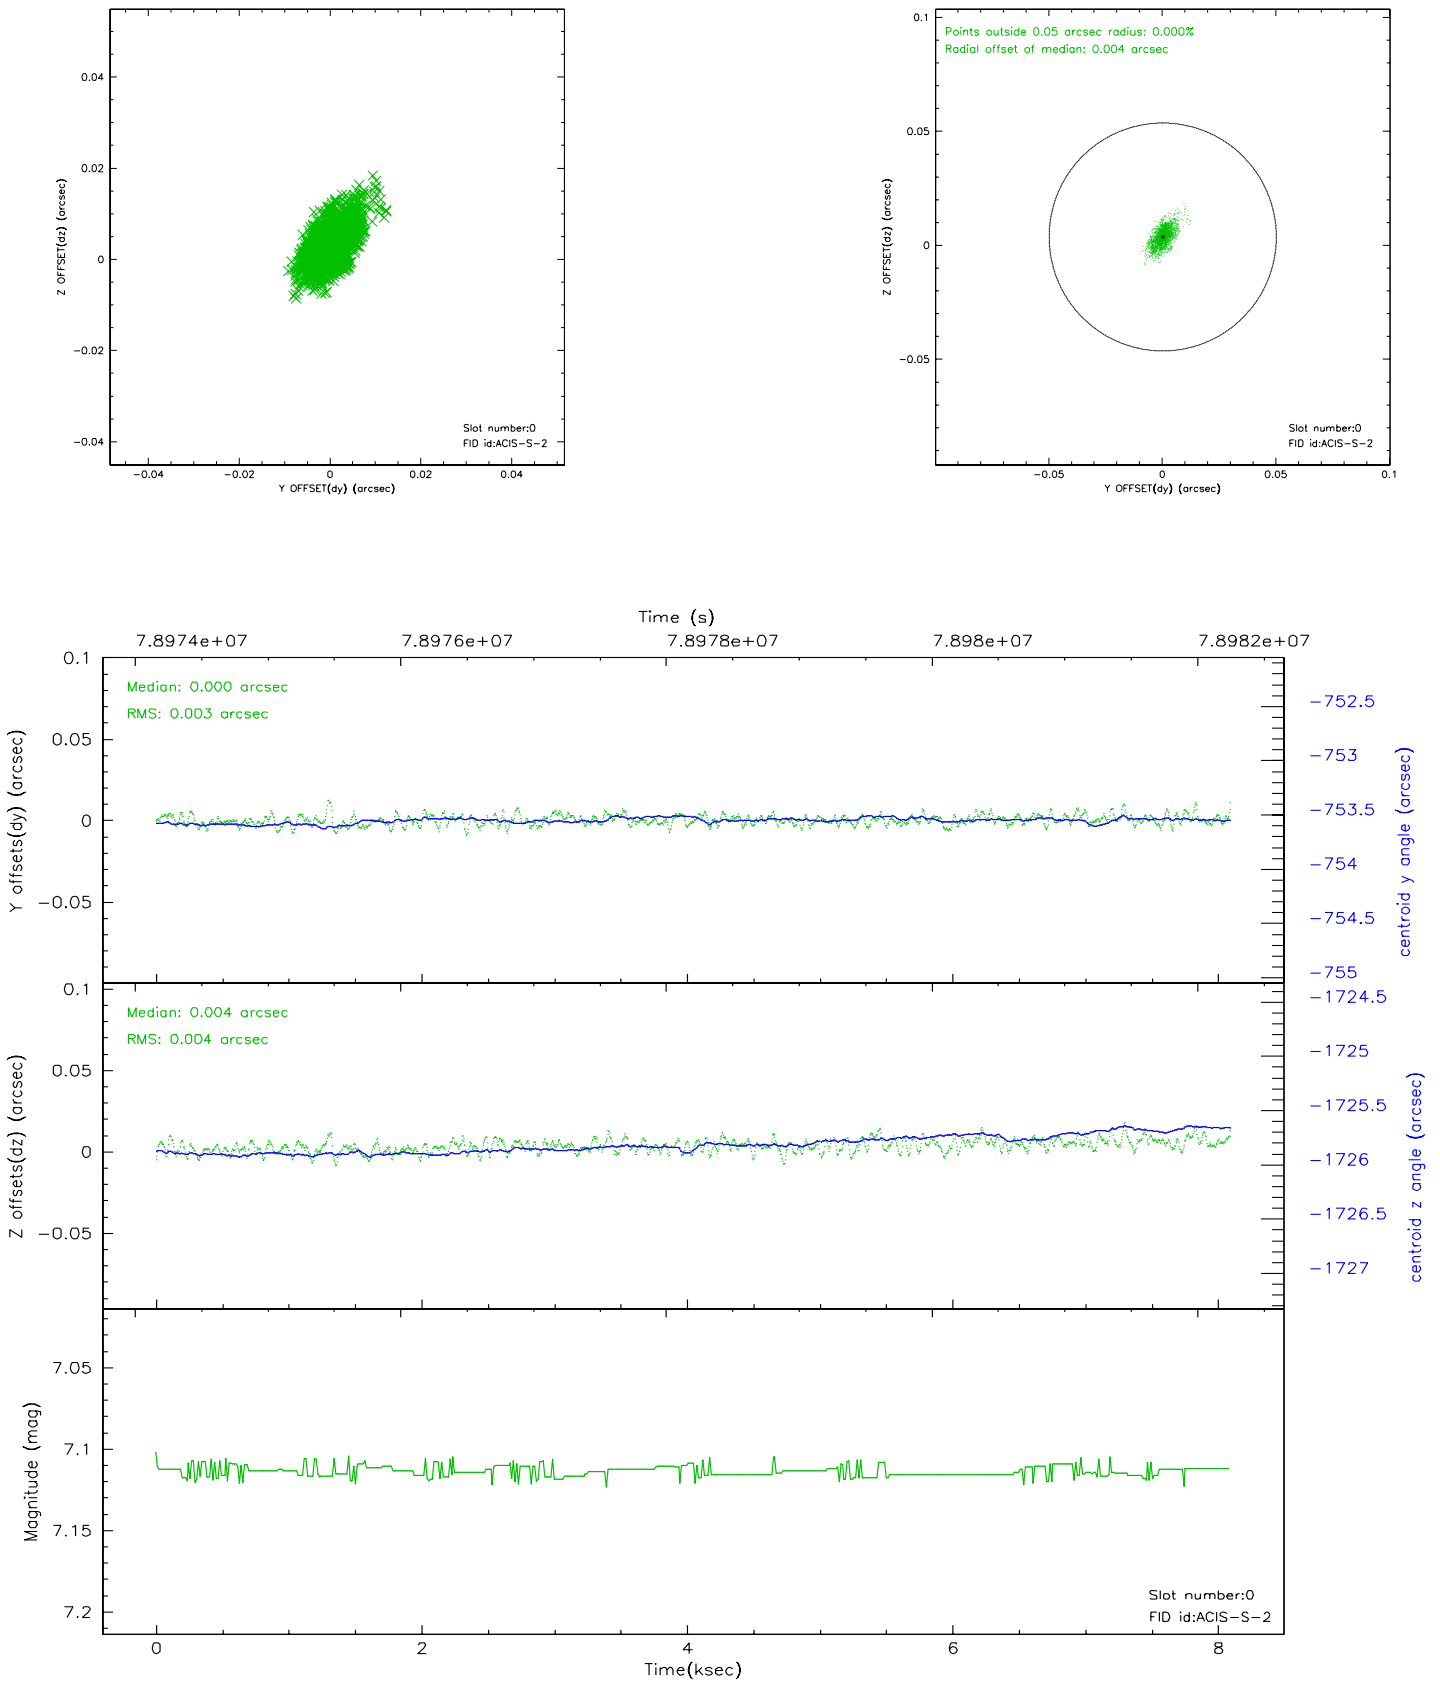 0.04
0.02
0
−0.02
−0.04
Z OFFSET(dz) (arcsec)
Slot number:0
FID id:ACIS−S−2
−0.04 −0.02 0 0.02 0.04
Y OFFSET(dy) (arcsec)
0.1
0.05
0
−0.05
Z OFFSET(dz) (arcsec)
Points outside 0.05 arcsec radius: 0.000%
Radial offset of median: 0.004 arcsec
Slot number:0
FID id:ACIS−S−2
−0.05 0 0.05 0.1
Y OFFSET(dy) (arcsec)
Time (s)
7.8974e+07 7.8976e+07 7.8978e+07 7.898e+07 7.8982e+07
0.1
0.05
0
−0.05
Y offsets(dy) (arcsec)
Median: 0.000 arcsec
RMS: 0.003 arcsec
−752.5
−753
−753.5
−754
−754.5
−755
centroid y angle (arcsec)
0.1
0.05
0
−0.05
Z offsets(dz) (arcsec)
Median: 0.004 arcsec
RMS: 0.004 arcsec
−1724.5
−1725
−1725.5
−1726
−1726.5
−1727
centroid z angle (arcsec)
7.05
7.1
7.15
7.2
Magnitude (mag)
Slot number:0
FID id:ACIS−S−2
0 2 4 6 8
Time(ksec)